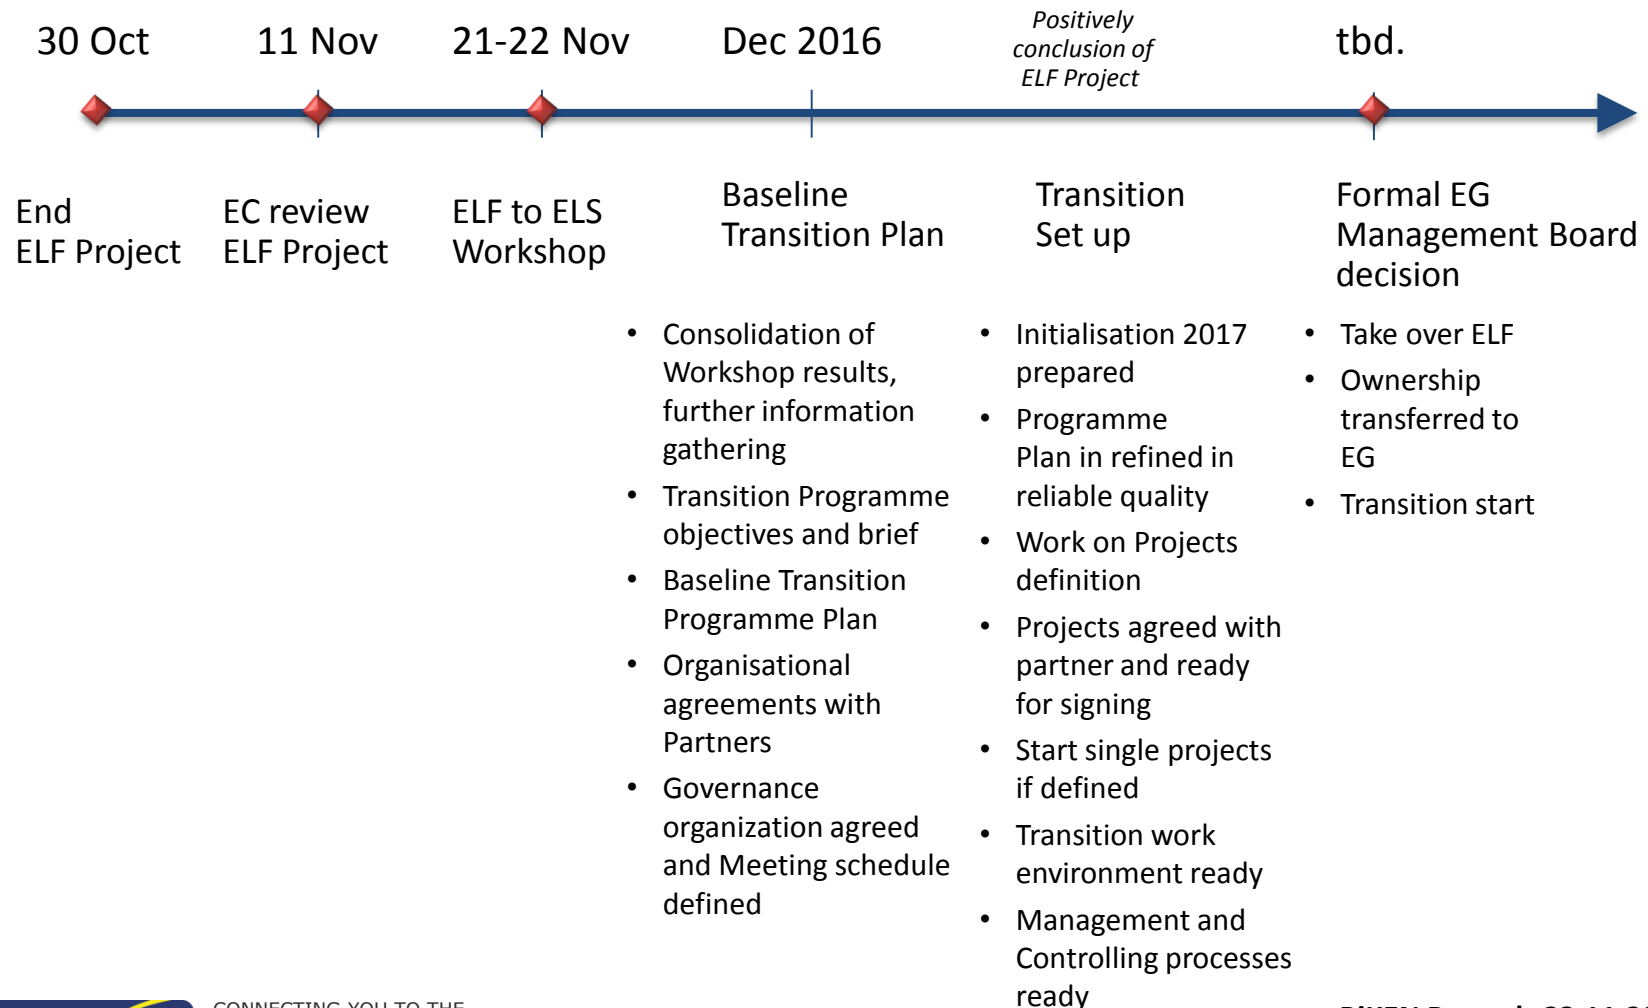 30 Oct
11 Nov
21-22 Nov
Dec 2016
Positively
conclusion of
ELF Project
tbd.
End
ELF Project
EC review
ELF Project
ELF to ELS
Workshop
Baseline
Transition Plan
Transition
Set up
Formal EG
Management Board
decision
• Consolidation of
Workshop results,
further information
gathering
• Transition Programme
objectives and brief
• Baseline Transition
Programme Plan
• Organisational
agreements with
Partners
• Governance
organization agreed
and Meeting schedule
defined
• Initialisation 2017
prepared
• Programme
Plan in refined in
reliable quality
• Work on Projects
definition
• Projects agreed with
partner and ready
for signing
• Start single projects
if defined
• Transition work
environment ready
• Management and
Controlling processes
ready
• Take over ELF
• Ownership
transferred to
EG
• Transition start
CONNECTING YOU TO THE